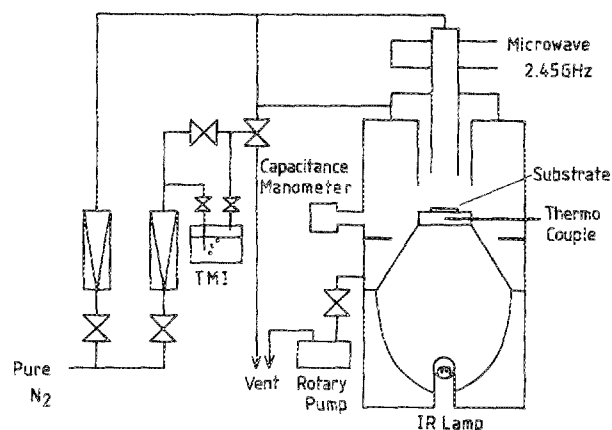 Microwave
2.45GHz
Capacitance
Manometer
Substrate
Thermo
Couple
TMI
Pure
N2
Vent
Rotary
Pump
IR Lamp